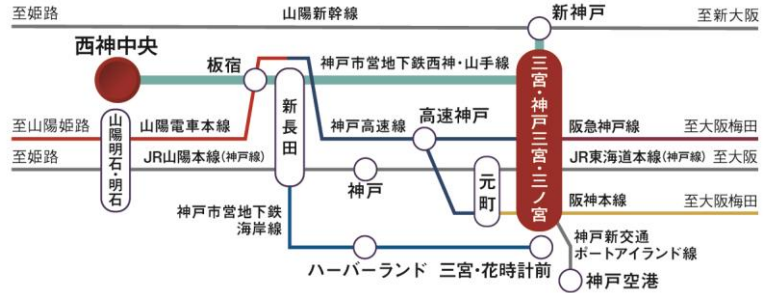 至姫路
山陽新幹線
新神戸
至新大阪
西神中央
板宿
神戸市営地下鉄西神・山手線
三宮・神戸三宮・三ノ宮
新長田
高速神戸
至山陽姫路
山陽電車本線
神戸高速線
阪急神戸線
至大阪梅田
山陽明石・明石
至姫路
JR山陽本線(神戸線)
JR東海道本線(神戸線)
至大阪
神戸
元町
神戸市営地下鉄
海岸線
阪神本線
至大阪梅田
神戸新交通
ポートアイランド線
ハーバーランド
三宮・花時計前
神戸空港